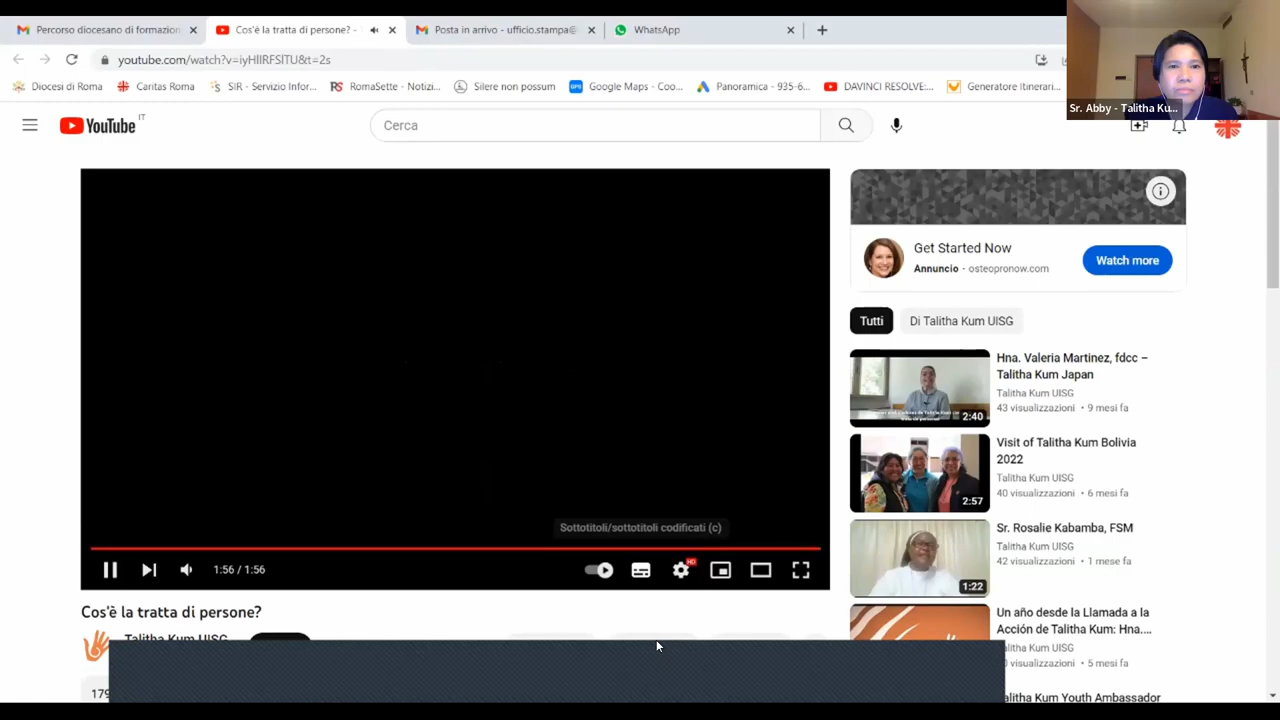 Percorso diocesano di formazion
Cos'è la tratta di persone? -
Posta in arrivo - ufficio.stampa@
WhatsApp
youtube.com/watch?v=iyHIIRFSITU&t=2s
Diocesi di Roma
Caritas Roma
SIR - Servizio Infor...
RomaSette - Notizi...
Silere non possum
Google Maps - Coo...
Panoramica - 935-6...
DAVINCI RESOLVE:...
Generatore Itinerari...
Sr. Abby - Talitha Ku...
YouTube IT
Cerca
Get Started Now
Annuncio - osteopronow.com
Watch more
Tutti
Di Talitha Kum UISG
Hna. Valeria Martinez, fdcc –
Talitha Kum Japan
Talitha Kum UISG
43 visualizzazioni • 9 mesi fa
2:40
Visit of Talitha Kum Bolivia
2022
Talitha Kum UISG
40 visualizzazioni • 6 mesi fa
2:57
Sr. Rosalie Kabamba, FSM
Talitha Kum UISG
42 visualizzazioni • 1 mese fa
1:22
Un año desde la Llamada a la
Acción de Talitha Kum: Hna....
alitha Kum UISG
0 visualizzazioni • 5 mesi fa
alitha Kum Youth Ambassador
Sottotitoli/sottotitoli codificati (c)
1:56 / 1:56
HD
Cos'è la tratta di persone?
Talitha Kum UISG
179